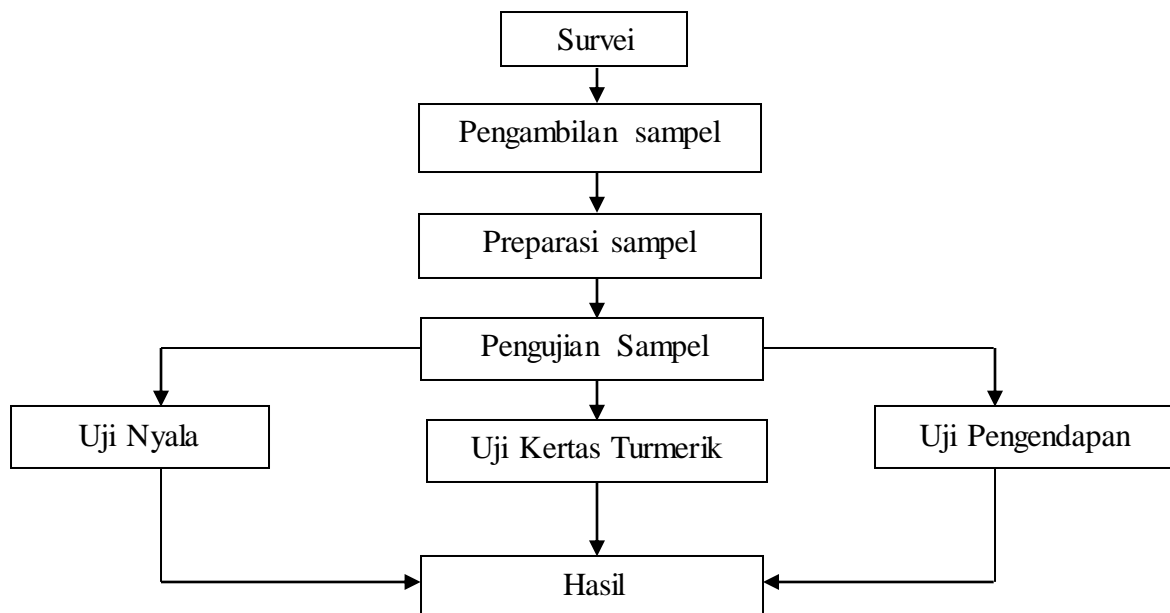 Survei
Pengambilan sampel
Preparasi sampel
Pengujian Sampel
Uji Nyala
Uji Kertas Turmerik
Uji Pengendapan
Hasil